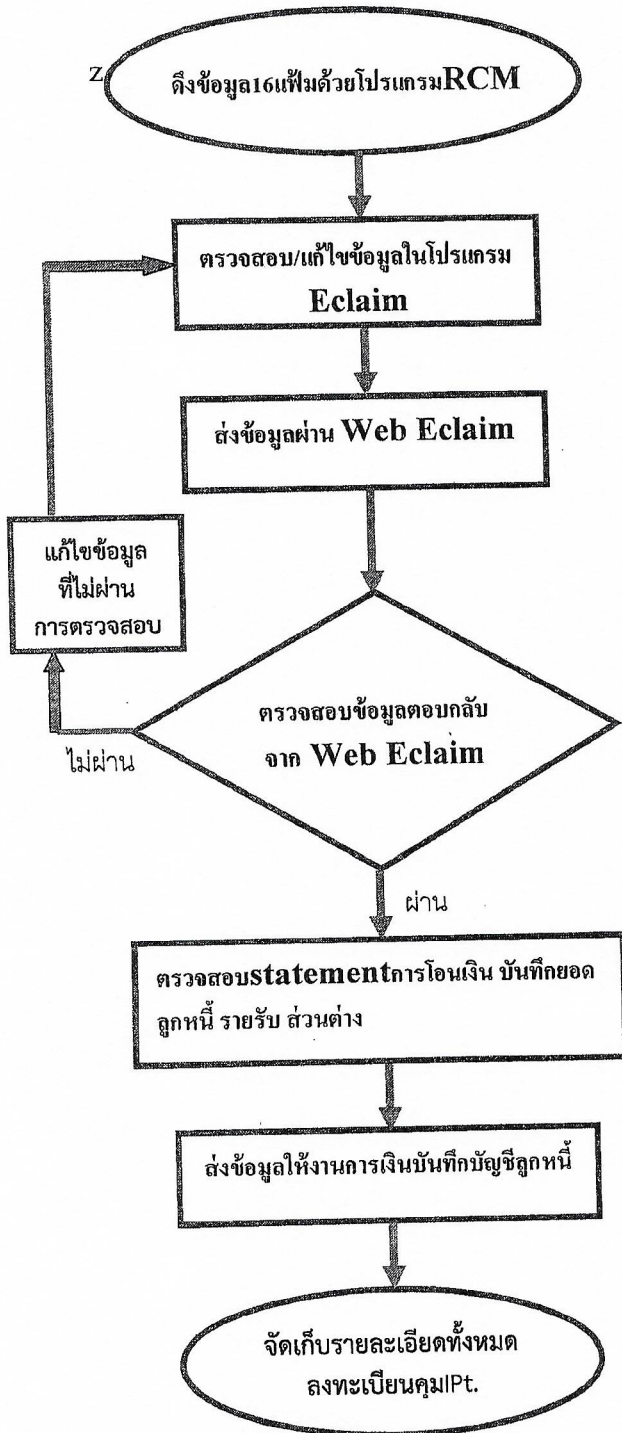 z
ดึงข้อมูล16แฟ้มด้วยโปรแกรมRCM
ตรวจสอบ/แก้ไขข้อมูลในโปรแกรม
Eclaim
ส่งข้อมูลผ่าน Web Eclaim
แก้ไขข้อมูล
ที่ไม่ผ่าน
การตรวจสอบ
ตรวจสอบข้อมูลตอบกลับ
จาก Web Eclaim
ไม่ผ่าน
ผ่าน
ตรวจสอบstatementการโอนเงิน บันทึกยอด
ลูกหนี้ รายรับ ส่วนต่าง
ส่งข้อมูลให้งานการเงินบันทึกบัญชีลูกหนี้
จัดเก็บรายละเอียดทั้งหมด
ลงทะเบียนคุมIPt.